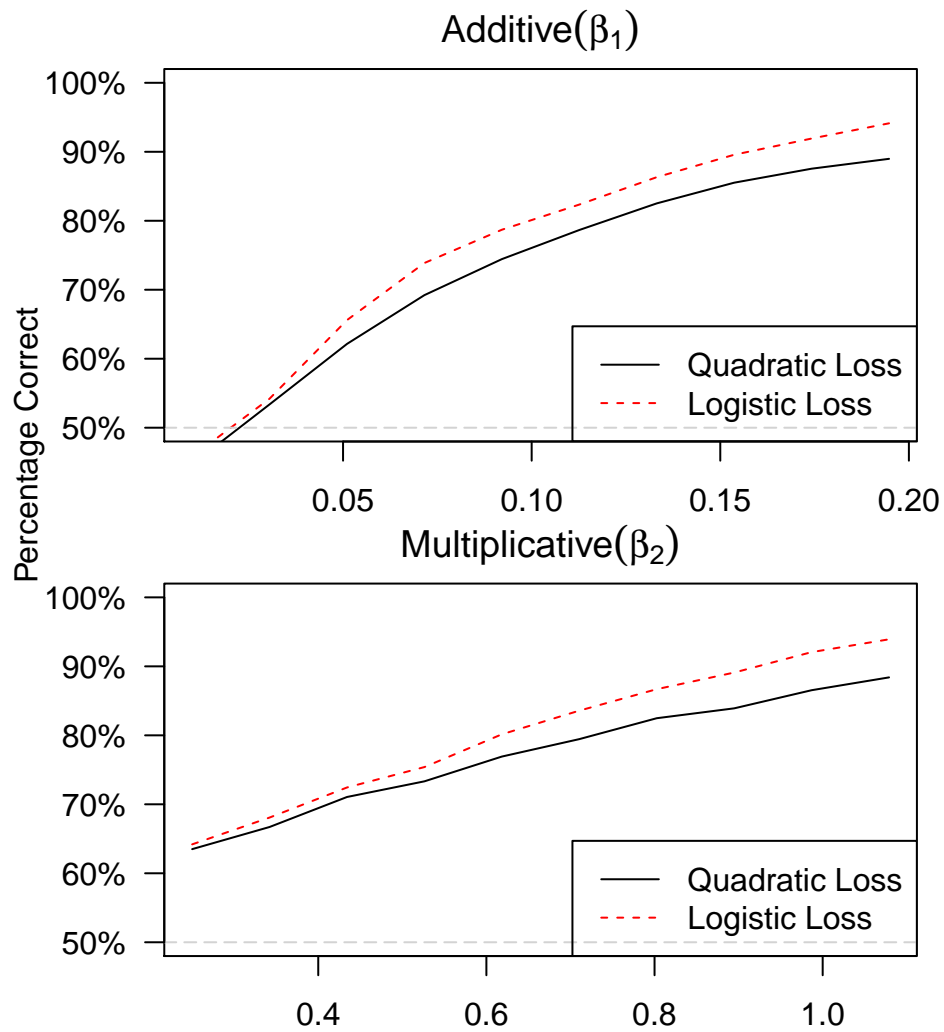 Additive(β₁)
Percentage Correct
100%
90%
80%
70%
60%
50%
Quadratic Loss
Logistic Loss
0.05 0.10 0.15 0.20
Multiplicative(β₂)
100%
90%
80%
70%
60%
50%
Quadratic Loss
Logistic Loss
0.4 0.6 0.8 1.0